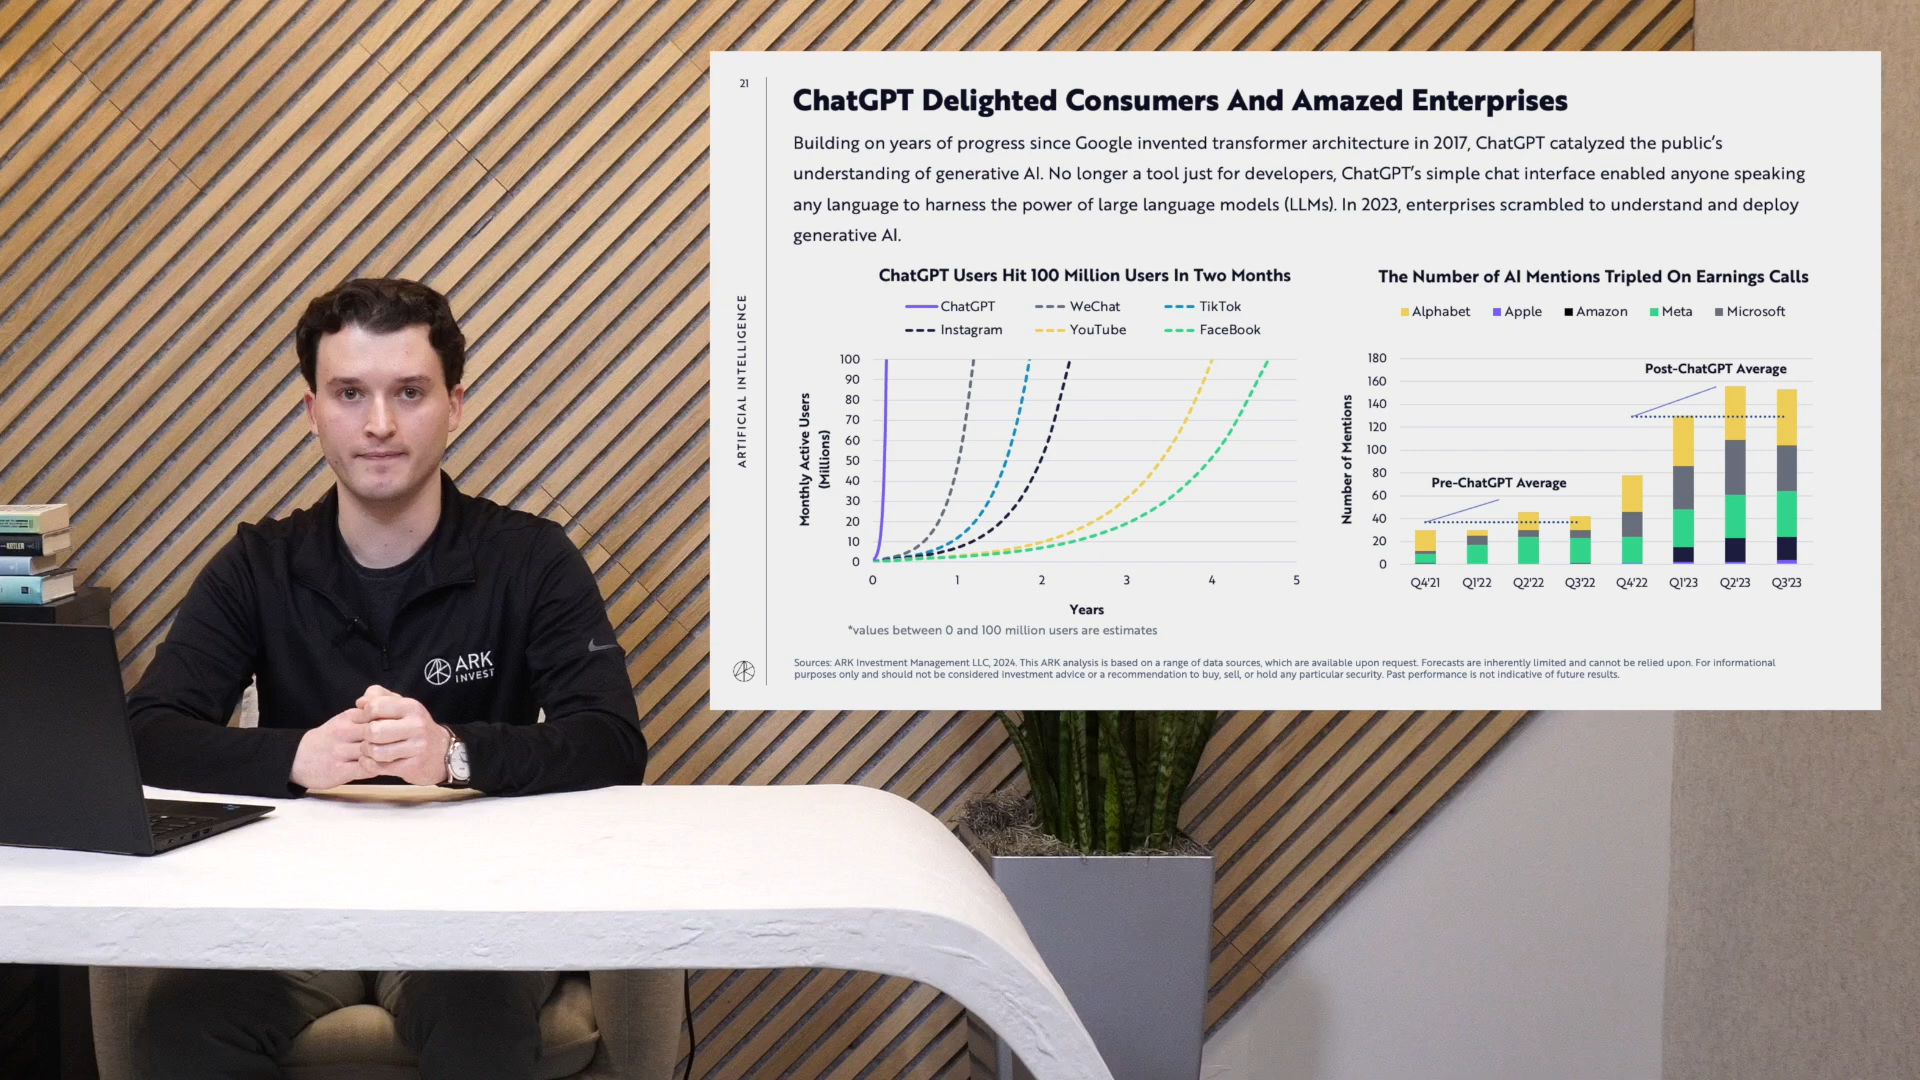 21
ChatGPT Delighted Consumers And Amazed Enterprises
Building on years of progress since Google invented transformer architecture in 2017, ChatGPT catalyzed the public's
understanding of generative AI. No longer a tool just for developers, ChatGPT's simple chat interface enabled anyone speaking
any language to harness the power of large language models (LLMs). In 2023, enterprises scrambled to understand and deploy
generative AI.
ARTIFICIAL INTELLIGENCE
ChatGPT Users Hit 100 Million Users In Two Months
ChatGPT WeChat TikTok
Instagram YouTube FaceBook
Monthly Active Users
(Millions)
100
90
80
70
60
50
40
30
20
10
0
0 1 2 3 4 5
Years
*values between 0 and 100 million users are estimates
The Number of AI Mentions Tripled On Earnings Calls
Alphabet Apple Amazon Meta Microsoft
Number of Mentions
180
160
140
120
100
80
60
40
20
0
Post-ChatGPT Average
Pre-ChatGPT Average
Q4'21 Q1'22 Q2'22 Q3'22 Q4'22 Q1'23 Q2'23 Q3'23
Sources: ARK Investment Management LLC, 2024. This ARK analysis is based on a range of data sources, which are available upon request. Forecasts are inherently limited and cannot be relied upon. For informational
purposes only and should not be considered investment advice or a recommendation to buy, sell, or hold any particular security. Past performance is not indicative of future results.
ARK
INVEST
KOTLER